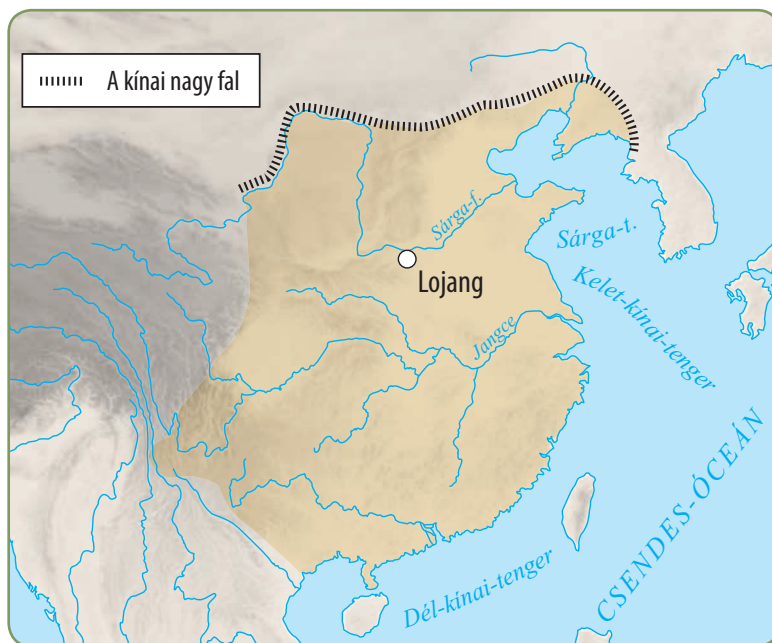 A kínai nagy fal
Sárga-f.
Lojang
Sárga-t.
Kelet-kínai-tenger
Jangce
CSENDES-ÓCEÁN
Dél-kínai-tenger